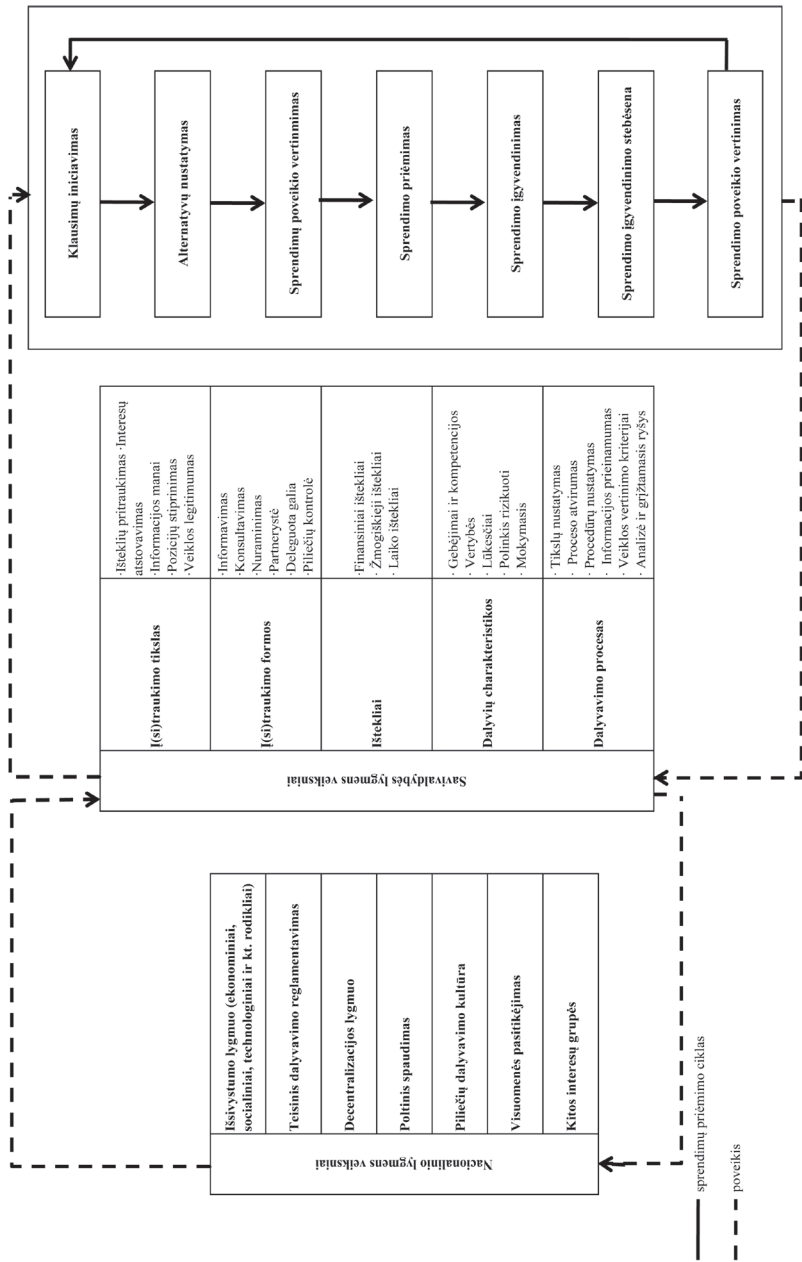 Nacionalinio lygmens veiksniai
Išsivystumo lygmuo (ekonominiai,
socialiniai, technologiniai ir kt. rodikliai)
Teisinis dalyvavimo reglamentavimas
Decentralizacijos lygmuo
Poltinis spaudimas
Piliečių dalyvavimo kultūra
Visuomenės pasitikėjimas
Kitos interesų grupės
Savivaldybės lygmens veiksniai
Į(si)traukimo tikslas
·Išteklių pritraukimas ·Interesų
atstovavimas
·Informacijos manai
·Pozicijų stiprinimas
·Veiklos legitimumas
Į(si)traukimo formos
·Informavimas
·Konsultavimas
·Nuraminimas
·Partnerystė
·Deleguota galia
·Piliečių kontrolė
Ištekliai
·Finansiniai ištekliai
·Žmogiškieji ištekliai
·Laiko ištekliai
Dalyvių charakteristikos
·Gebėjimai ir kompetencijos
·Vertybės
·Lūkesčiai
·Polinkis rizikuoti
·Mokymasis
Dalyvavimo procesas
·Tikslų nustatymas
·Proceso atvirumas
·Procedūrų nustatymas
·Informacijos prieinamumas
·Veiklos vertinimo kriterijai
·Analizė ir grįžtamasis ryšys
Klausimų iniciavimas
Alternatyvų nustatymas
Sprendimų poveikio vertinumimas
Sprendimo priėmimas
Sprendimo įgyvendinimas
Sprendimo įgyvendinimo stebėsena
Sprendimo poveikio vertinimas
sprendimų priėmimo ciklas
poveikis